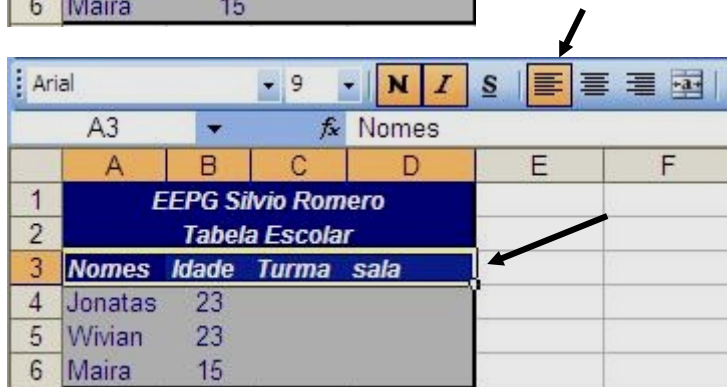 6 Maira 15
Arial 9 N I S a
A3 fx Nomes
A B C D E F
1 EEPG Silvio Romero
2 Tabela Escolar
3 Nomes Idade Turma sala
4 Jonatas 23
5 Wivian 23
6 Maira 15